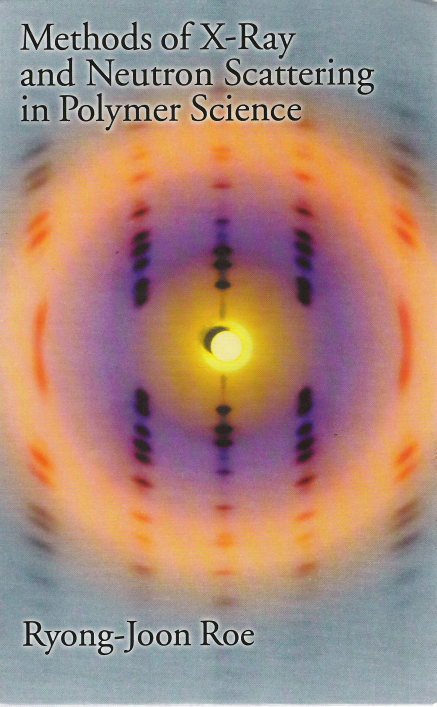 Methods of X-Ray
and Neutron Scattering
in Polymer Science
Ryong-Joon Roe